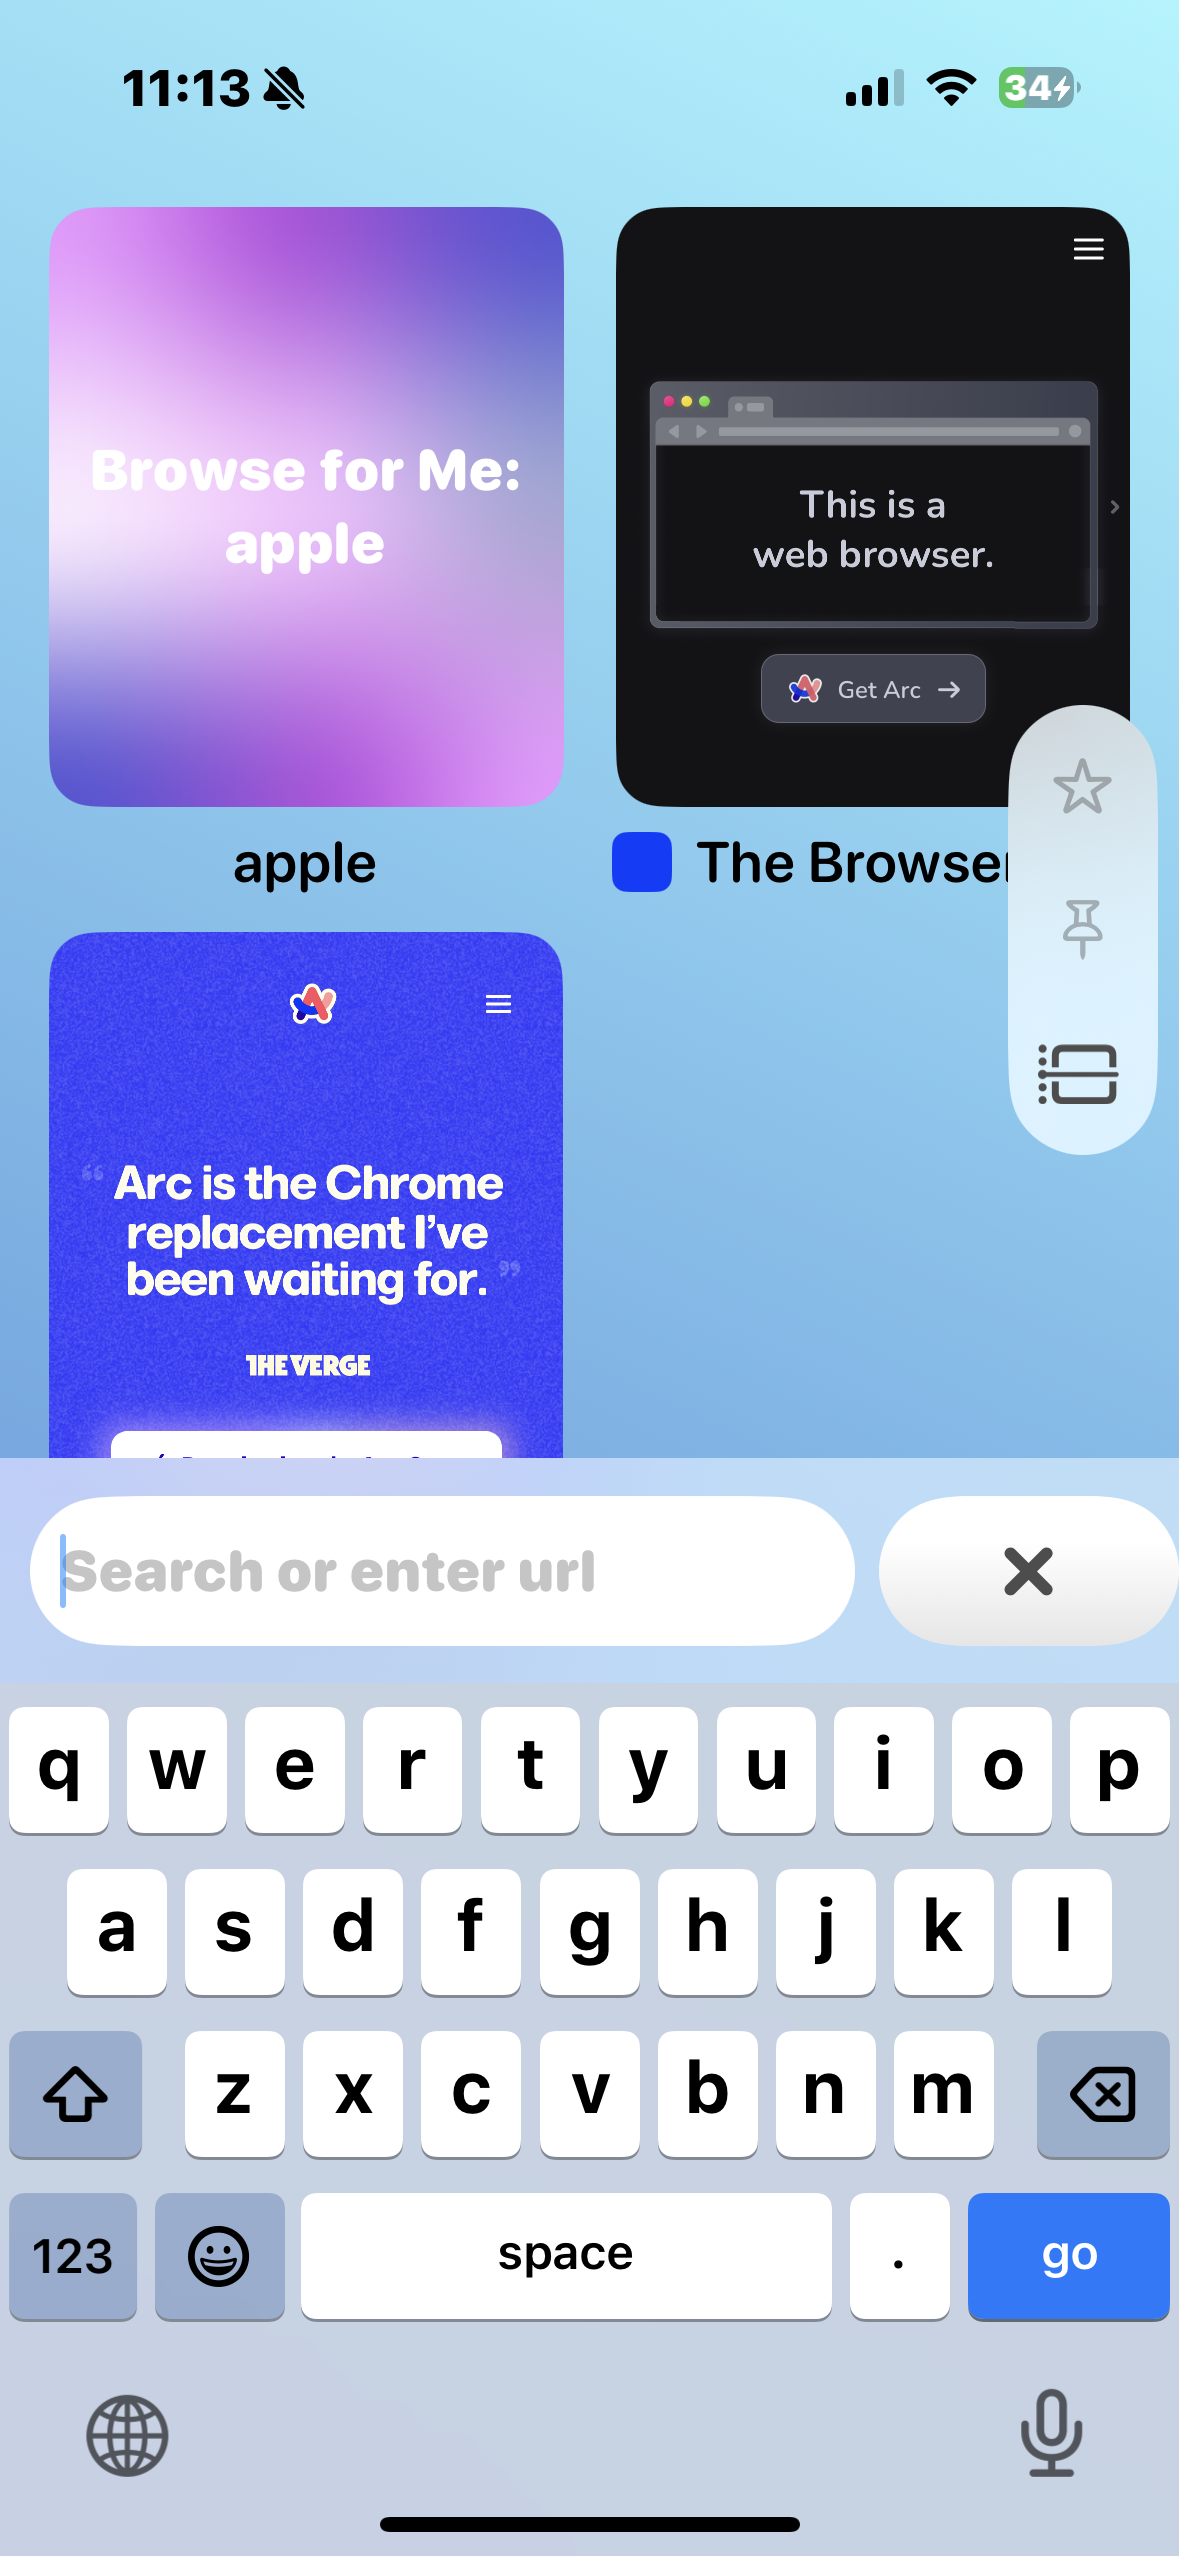 11:13
34
Browse for Me:
apple
This is a
web browser.
Get Arc
apple
The Browser
“ Arc is the Chrome
replacement I’ve
been waiting for. ”
THE VERGE
Search or enter url
q w e r t y u i o p
a s d f g h j k l
z x c v b n m
123 space . go